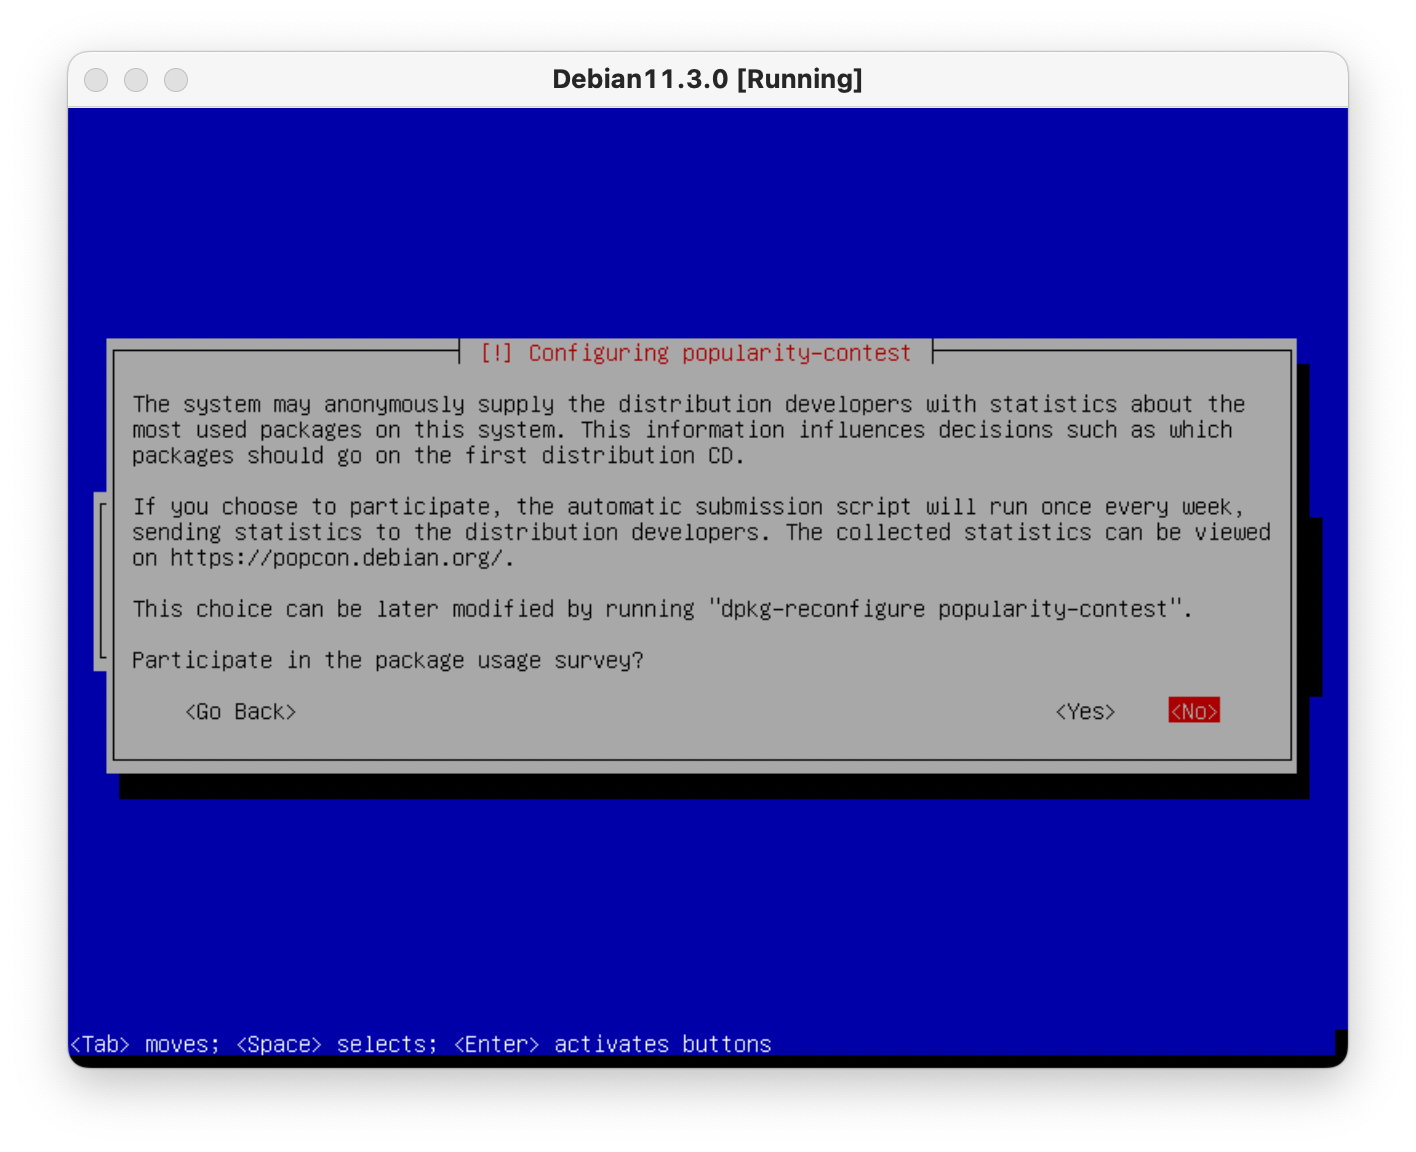 Debian11.3.0 [Running]
[!] Configuring popularity-contest
The system may anonymously supply the distribution developers with statistics about the
most used packages on this system. This information influences decisions such as which
packages should go on the first distribution CD.
If you choose to participate, the automatic submission script will run once every week,
sending statistics to the distribution developers. The collected statistics can be viewed
on https://popcon.debian.org/.
This choice can be later modified by running "dpkg-reconfigure popularity-contest".
Participate in the package usage survey?
<Go Back> <Yes> <No>
<Tab> moves; <Space> selects; <Enter> activates buttons